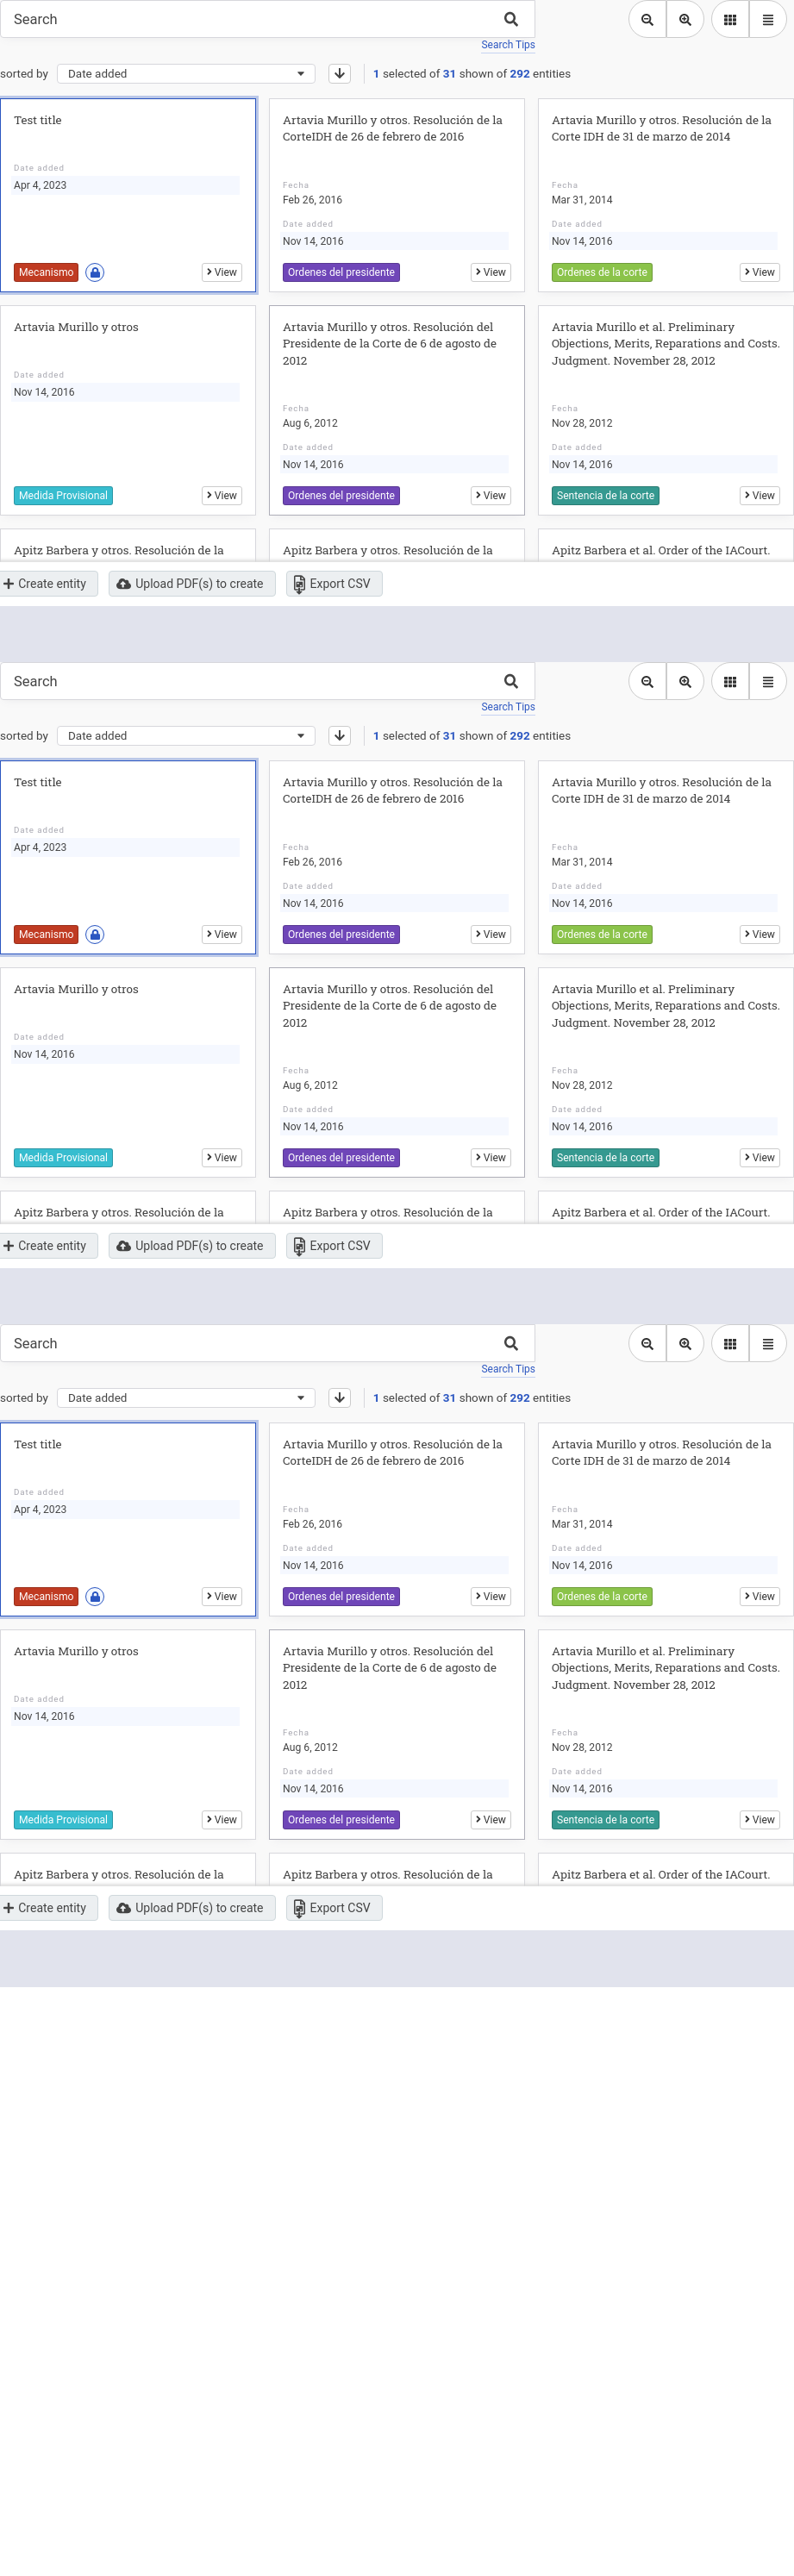 Search
Search Tips
sorted by Date added 1 selected of 31 shown of 292 entities
Test title
Date added
Apr 4, 2023
Mecanismo View
Artavia Murillo y otros. Resolución de la
CorteIDH de 26 de febrero de 2016
Fecha
Feb 26, 2016
Date added
Nov 14, 2016
Ordenes del presidente View
Artavia Murillo y otros. Resolución de la
Corte IDH de 31 de marzo de 2014
Fecha
Mar 31, 2014
Date added
Nov 14, 2016
Ordenes de la corte View
Artavia Murillo y otros
Date added
Nov 14, 2016
Medida Provisional View
Artavia Murillo y otros. Resolución del
Presidente de la Corte de 6 de agosto de
2012
Fecha
Aug 6, 2012
Date added
Nov 14, 2016
Ordenes del presidente View
Artavia Murillo et al. Preliminary
Objections, Merits, Reparations and Costs.
Judgment. November 28, 2012
Fecha
Nov 28, 2012
Date added
Nov 14, 2016
Sentencia de la corte View
Apitz Barbera y otros. Resolución de la
Apitz Barbera y otros. Resolución de la
Apitz Barbera et al. Order of the IACourt.
Create entity Upload PDF(s) to create Export CSV
Search
Search Tips
sorted by Date added 1 selected of 31 shown of 292 entities
Test title
Date added
Apr 4, 2023
Mecanismo View
Artavia Murillo y otros. Resolución de la
CorteIDH de 26 de febrero de 2016
Fecha
Feb 26, 2016
Date added
Nov 14, 2016
Ordenes del presidente View
Artavia Murillo y otros. Resolución de la
Corte IDH de 31 de marzo de 2014
Fecha
Mar 31, 2014
Date added
Nov 14, 2016
Ordenes de la corte View
Artavia Murillo y otros
Date added
Nov 14, 2016
Medida Provisional View
Artavia Murillo y otros. Resolución del
Presidente de la Corte de 6 de agosto de
2012
Fecha
Aug 6, 2012
Date added
Nov 14, 2016
Ordenes del presidente View
Artavia Murillo et al. Preliminary
Objections, Merits, Reparations and Costs.
Judgment. November 28, 2012
Fecha
Nov 28, 2012
Date added
Nov 14, 2016
Sentencia de la corte View
Apitz Barbera y otros. Resolución de la
Apitz Barbera y otros. Resolución de la
Apitz Barbera et al. Order of the IACourt.
Create entity Upload PDF(s) to create Export CSV
Search
Search Tips
sorted by Date added 1 selected of 31 shown of 292 entities
Test title
Date added
Apr 4, 2023
Mecanismo View
Artavia Murillo y otros. Resolución de la
CorteIDH de 26 de febrero de 2016
Fecha
Feb 26, 2016
Date added
Nov 14, 2016
Ordenes del presidente View
Artavia Murillo y otros. Resolución de la
Corte IDH de 31 de marzo de 2014
Fecha
Mar 31, 2014
Date added
Nov 14, 2016
Ordenes de la corte View
Artavia Murillo y otros
Date added
Nov 14, 2016
Medida Provisional View
Artavia Murillo y otros. Resolución del
Presidente de la Corte de 6 de agosto de
2012
Fecha
Aug 6, 2012
Date added
Nov 14, 2016
Ordenes del presidente View
Artavia Murillo et al. Preliminary
Objections, Merits, Reparations and Costs.
Judgment. November 28, 2012
Fecha
Nov 28, 2012
Date added
Nov 14, 2016
Sentencia de la corte View
Apitz Barbera y otros. Resolución de la
Apitz Barbera y otros. Resolución de la
Apitz Barbera et al. Order of the IACourt.
Create entity Upload PDF(s) to create Export CSV